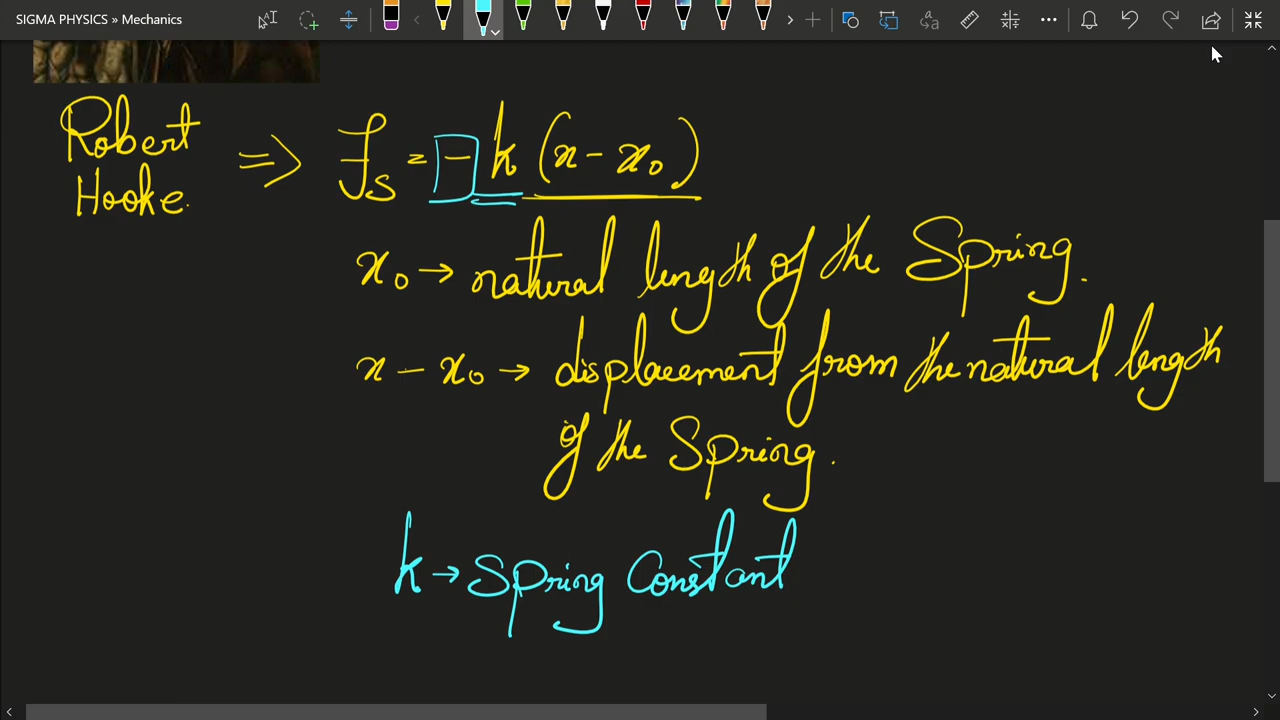 SIGMA PHYSICS » Mechanics
Robert Hooke. ⇒ Fs = - k (x - x₀)
x₀ → natural length of the Spring.
x - x₀ → displacement from the natural length
of the Spring.
k → Spring Constant